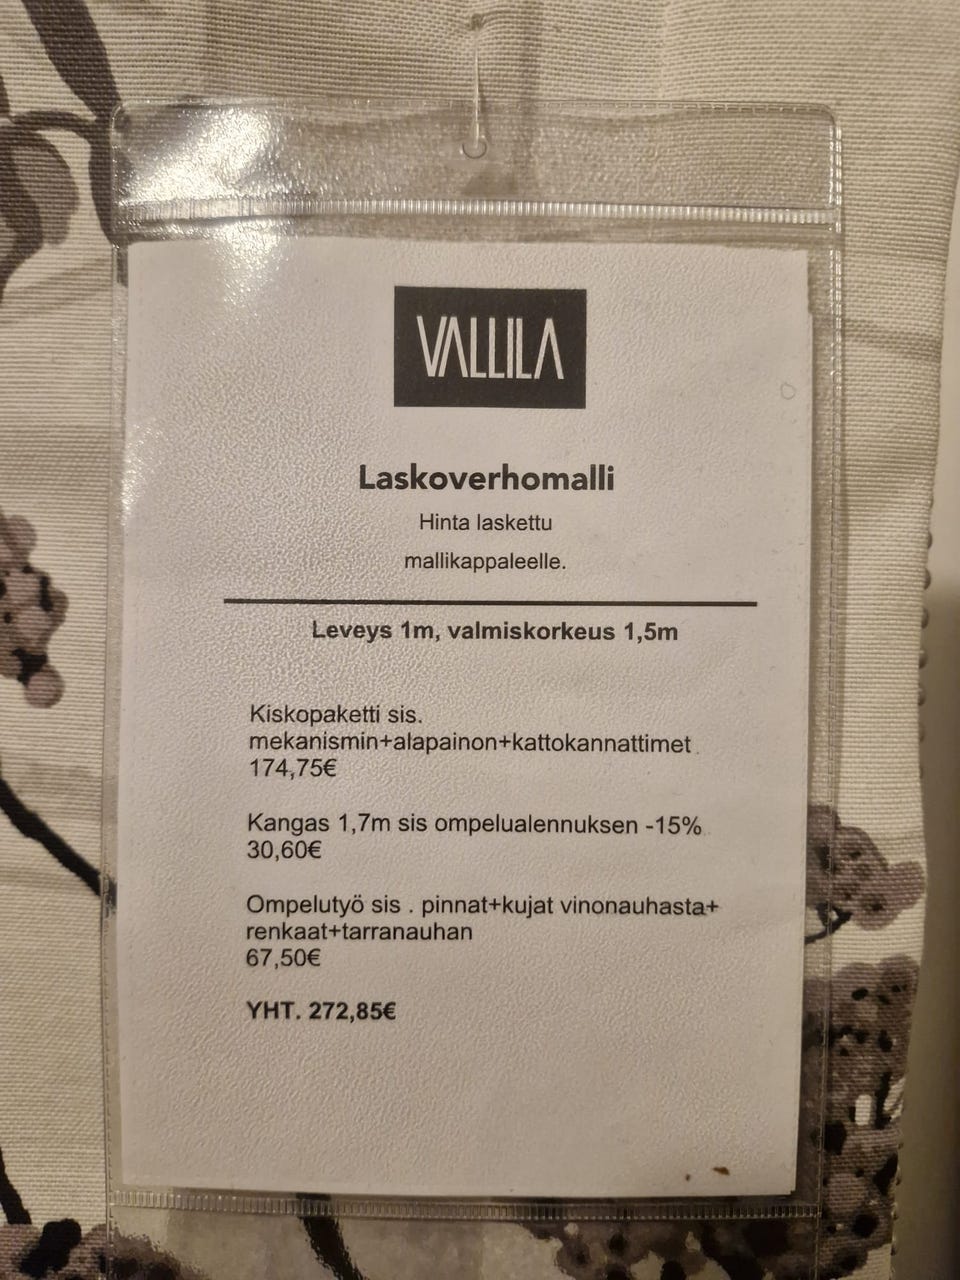 VALLILA
Laskoverhomalli
Hinta laskettu
mallikappaleelle.
Leveys 1m, valmiskorkeus 1,5m
Kiskopaketti sis.
mekanismin+alapainon+kattokannattimet
174,75€
Kangas 1,7m sis ompelualennuksen -15%
30,60€
Ompelutyö sis . pinnat+kujat vinonauhasta+
renkaat+tarranauhan
67,50€
YHT. 272,85€